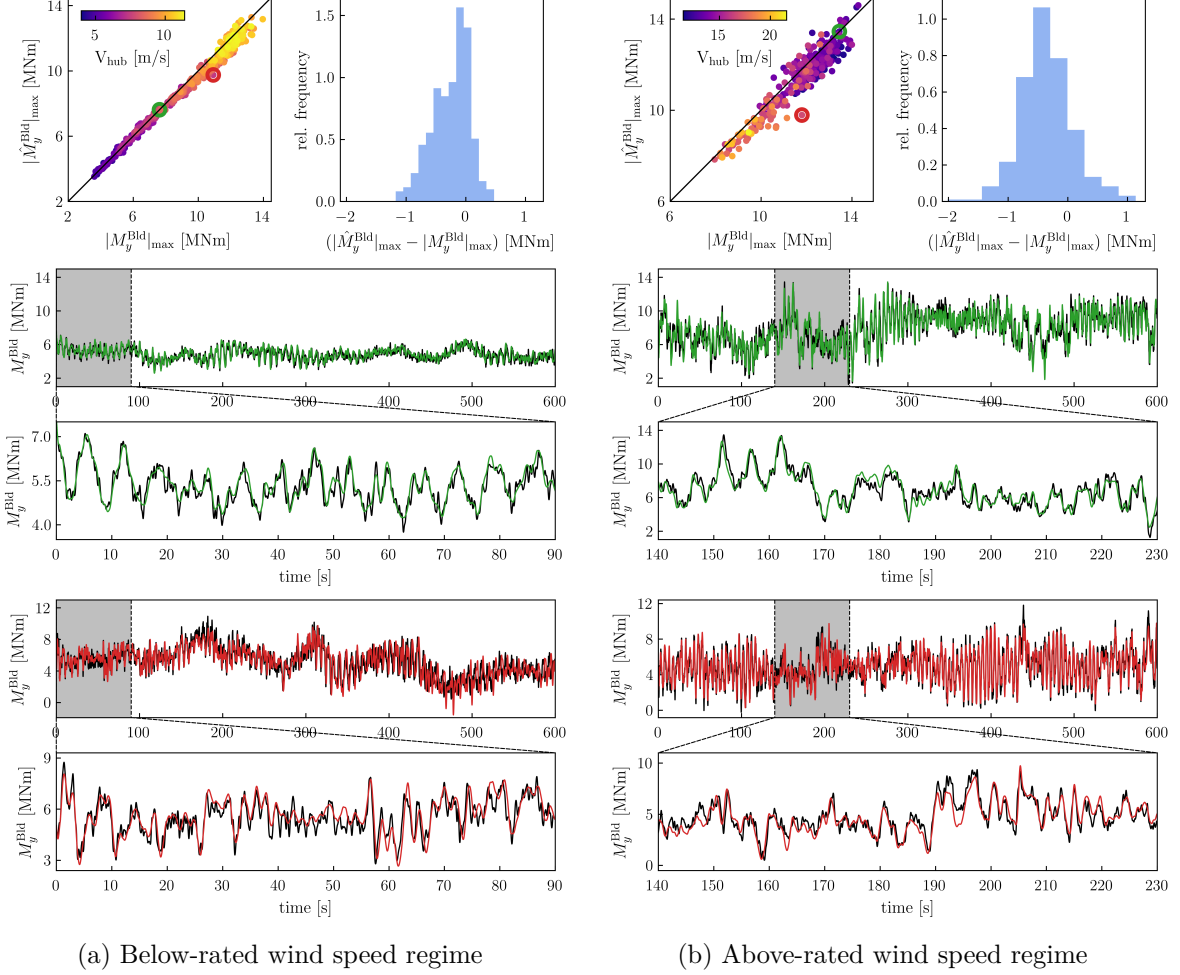 5 10
V_hub [m/s]
|M̂_y^Bld|_max [MNm]
14
10
6
2
2 6 10 14
|M_y^Bld|_max [MNm]
rel. frequency
1.5
1.0
0.5
0.0
−2 −1 0 1
(|M̂_y^Bld|_max − |M_y^Bld|_max) [MNm]
15 20
V_hub [m/s]
|M̂_y^Bld|_max [MNm]
14
10
6
6 10 14
|M_y^Bld|_max [MNm]
rel. frequency
1.0
0.8
0.6
0.4
0.2
0.0
−2 −1 0 1
(|M̂_y^Bld|_max − |M_y^Bld|_max) [MNm]
M_y^Bld [MNm]
14
10
6
2
0 100 200 300 400 500 600
M_y^Bld [MNm]
7.0
5.5
4.0
0 10 20 30 40 50 60 70 80 90
time [s]
M_y^Bld [MNm]
12
8
4
0
0 100 200 300 400 500 600
M_y^Bld [MNm]
9
6
3
0 10 20 30 40 50 60 70 80 90
time [s]
(a) Below-rated wind speed regime
M_y^Bld [MNm]
14
10
6
2
0 100 200 300 400 500 600
M_y^Bld [MNm]
14
10
6
2
140 150 160 170 180 190 200 210 220 230
time [s]
M_y^Bld [MNm]
12
8
4
0
0 100 200 300 400 500 600
M_y^Bld [MNm]
10
5
0
140 150 160 170 180 190 200 210 220 230
time [s]
(b) Above-rated wind speed regime